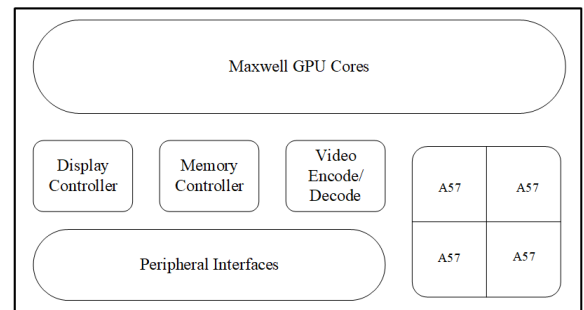 Maxwell GPU Cores
Display
Controller
Memory
Controller
Video
Encode/
Decode
A57
A57
Peripheral Interfaces
A57
A57